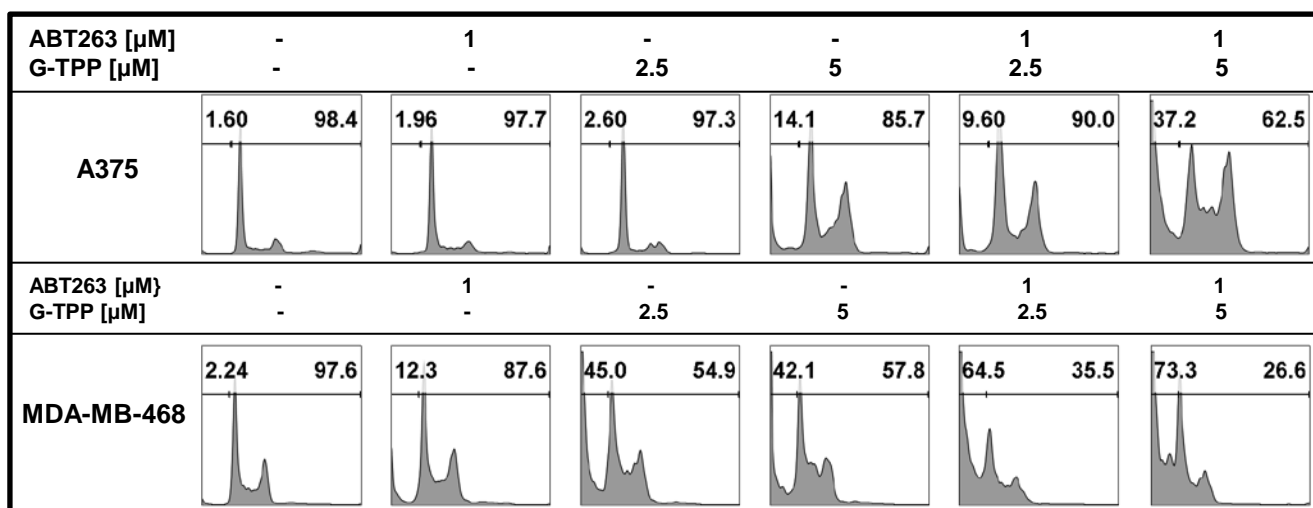 ABT263 [µM] - 1 - - 1 1
G-TPP [µM] - - 2.5 5 2.5 5
1.60 98.4 1.96 97.7 2.60 97.3 14.1 85.7 9.60 90.0 37.2 62.5
A375
ABT263 [µM} - 1 - - 1 1
G-TPP [µM] - - 2.5 5 2.5 5
2.24 97.6 12.3 87.6 45.0 54.9 42.1 57.8 64.5 35.5 73.3 26.6
MDA-MB-468